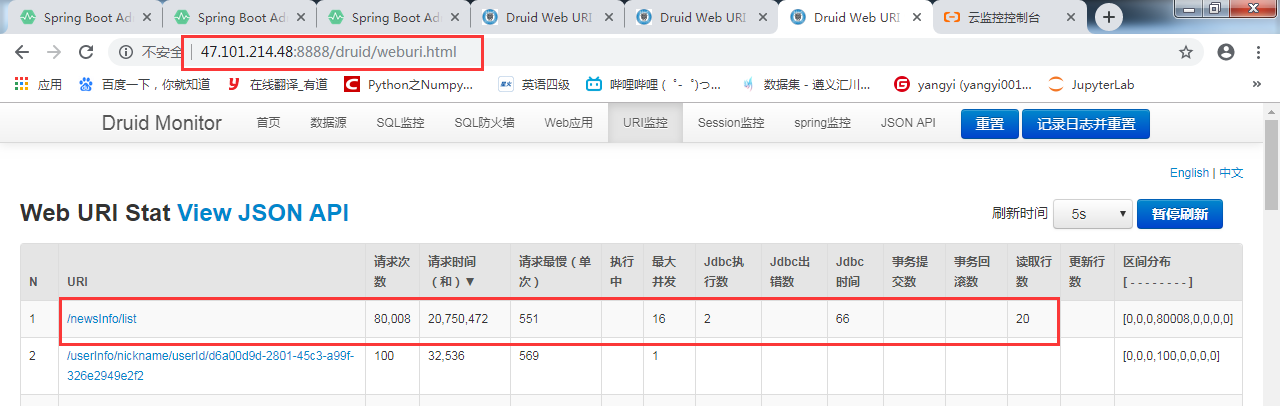 Spring Boot Ad
Spring Boot Ad
Spring Boot Ad
Druid Web URI
Druid Web URI
Druid Web URI
云监控控制台
不安全 | 47.101.214.48:8888/druid/weburi.html
应用
百度一下，你就知道
在线翻译_有道
Python之Numpy...
英语四级
哔哩哔哩 ( ゜- ゜)つ...
数据集 - 遵义汇川...
yangyi (yangyi001...
JupyterLab
»
Druid Monitor
首页
数据源
SQL监控
SQL防火墙
Web应用
URI监控
Session监控
spring监控
JSON API
重置
记录日志并重置
English | 中文
Web URI Stat View JSON API
刷新时间
5s
暂停刷新
N
URI
请求次
数
请求时间
（和）▼
请求最慢（单
次）
执行
中
最大
并发
Jdbc执
行数
Jdbc出
错数
Jdbc
时间
事务提
交数
事务回
滚数
读取行
数
更新行
数
区间分布
[ - - - - - - - - ]
1 /newsInfo/list 80,008 20,750,472 551 16 2 66 20 [0,0,0,80008,0,0,0,0]
2 /userInfo/nickname/userId/d6a00d9d-2801-45c3-a99f- 100 32,536 569 1 [0,0,0,100,0,0,0,0]
326e2949e2f2